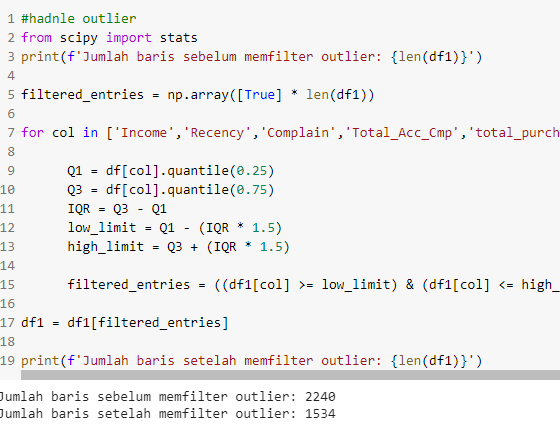 1 #hadnle outlier
2 from scipy import stats
3 print(f'Jumlah baris sebelum memfilter outlier: {len(df1)}')
4
5 filtered_entries = np.array([True] * len(df1))
6
7 for col in ['Income','Recency','Complain','Total_Acc_Cmp','total_purch
8
9 Q1 = df[col].quantile(0.25)
10 Q3 = df[col].quantile(0.75)
11 IQR = Q3 - Q1
12 low_limit = Q1 - (IQR * 1.5)
13 high_limit = Q3 + (IQR * 1.5)
14
15 filtered_entries = ((df1[col] >= low_limit) & (df1[col] <= high_
16
17 df1 = df1[filtered_entries]
18
19 print(f'Jumlah baris setelah memfilter outlier: {len(df1)}')
Jumlah baris sebelum memfilter outlier: 2240
Jumlah baris setelah memfilter outlier: 1534